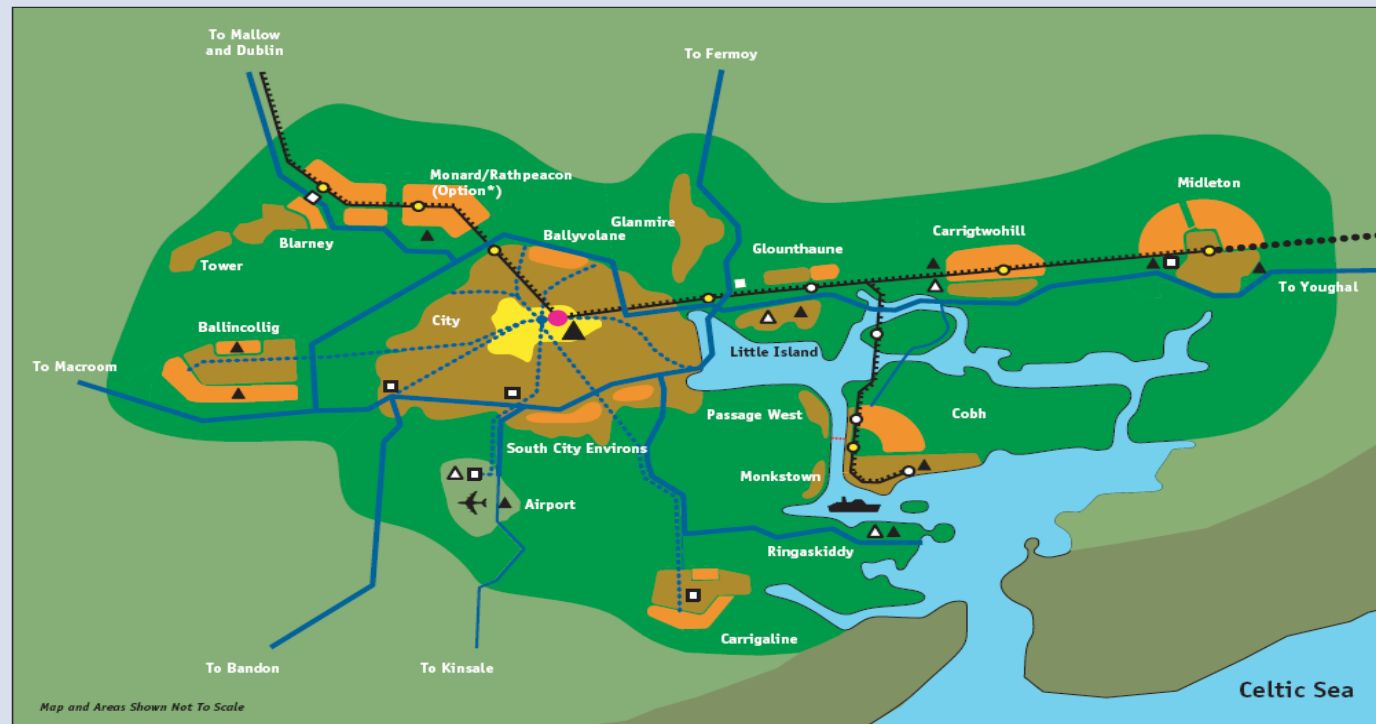 To Mallow
and Dublin
To Fermoy
Monard/Rathpeacon
(Option*)
Midleton
Glanmire
Ballyvolane
Carrigtwohill
Blarney
Glounthaune
Tower
To Youghal
City
Ballincollig
Little Island
To Macroom
Passage West
Cobh
South City Environs
Monkstown
Airport
Ringaskiddy
Carrigaline
To Bandon
To Kinsale
Celtic Sea
Map and Areas Shown Not To Scale